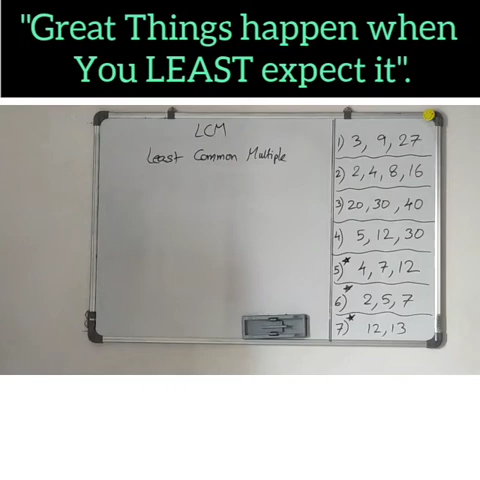 "Great Things happen when
You LEAST expect it".
LCM
Least Common Multiple
1) 3, 9, 27
2) 2, 4, 8, 16
3) 20, 30, 40
4) 5, 12, 30
5)* 4, 7, 12
6)* 2, 5, 7
7)* 12, 13